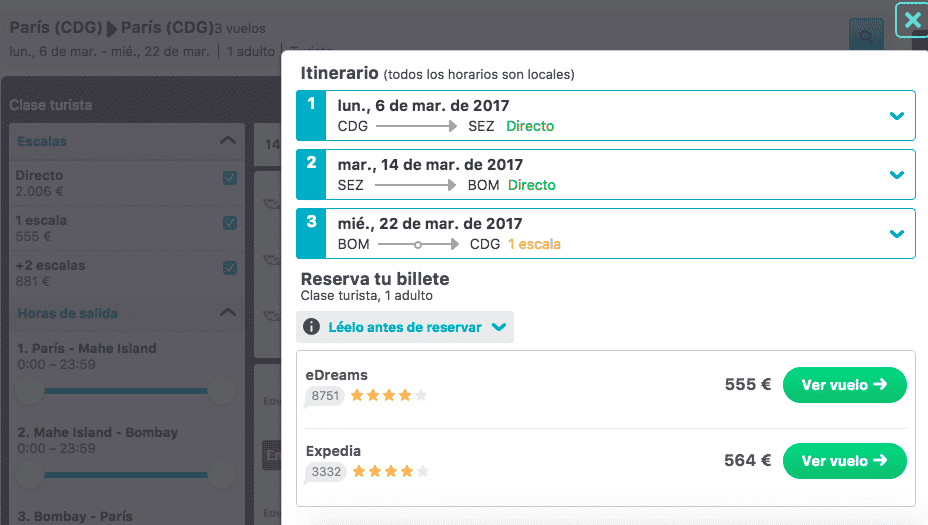 París (CDG) París (CDG) 3 vuelos
lun., 6 de mar. - mié., 22 de mar. | 1 adulto | Turista
Clase turista
Escalas
Directo
2.006 €
1 escala
555 €
+2 escalas
881 €
Horas de salida
1. París - Mahe Island
0:00 – 23:59
2. Mahe Island - Bombay
0:00 – 23:59
3. Bombay - París
14
Itinerario (todos los horarios son locales)
1 lun., 6 de mar. de 2017
CDG SEZ Directo
2 mar., 14 de mar. de 2017
SEZ BOM Directo
3 mié., 22 de mar. de 2017
BOM CDG 1 escala
Reserva tu billete
Clase turista, 1 adulto
Léelo antes de reservar
eDreams
8751
555 € Ver vuelo
Expedia
3332
564 € Ver vuelo